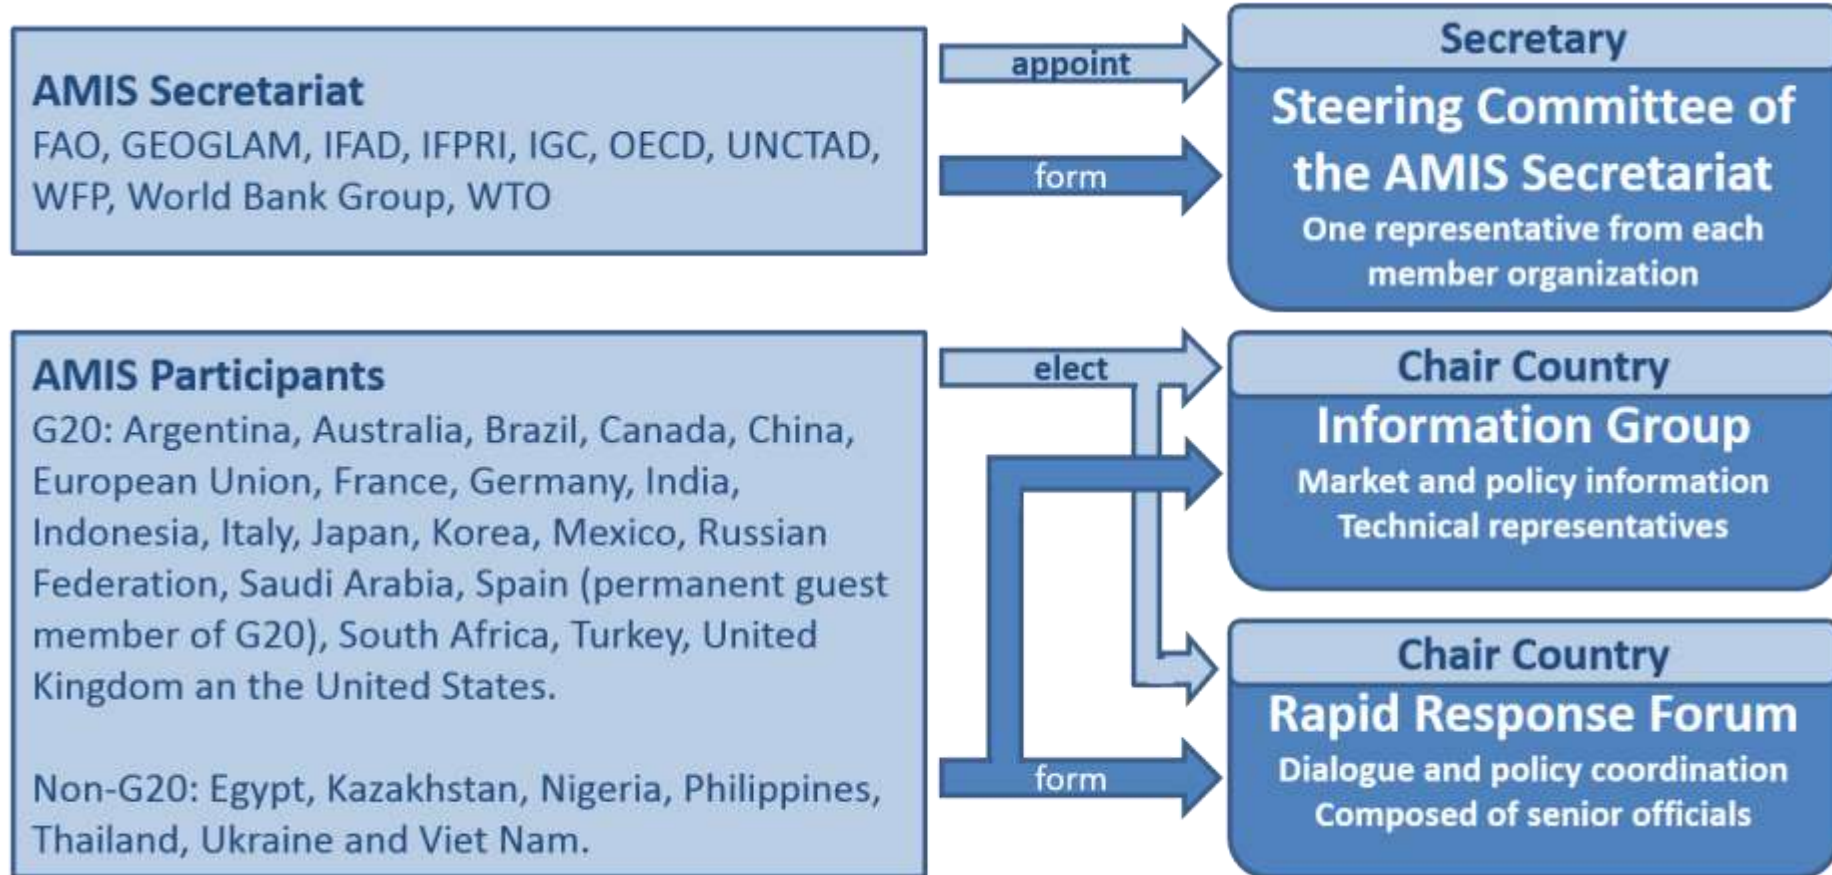 AMIS Secretariat
FAO, GEOGLAM, IFAD, IFPRI, IGC, OECD, UNCTAD,
WFP, World Bank Group, WTO
appoint
form
Secretary
Steering Committee of
the AMIS Secretariat
One representative from each
member organization
AMIS Participants
G20: Argentina, Australia, Brazil, Canada, China,
European Union, France, Germany, India,
Indonesia, Italy, Japan, Korea, Mexico, Russian
Federation, Saudi Arabia, Spain (permanent guest
member of G20), South Africa, Turkey, United
Kingdom an the United States.
Non-G20: Egypt, Kazakhstan, Nigeria, Philippines,
Thailand, Ukraine and Viet Nam.
elect
form
Chair Country
Information Group
Market and policy information
Technical representatives
Chair Country
Rapid Response Forum
Dialogue and policy coordination
Composed of senior officials